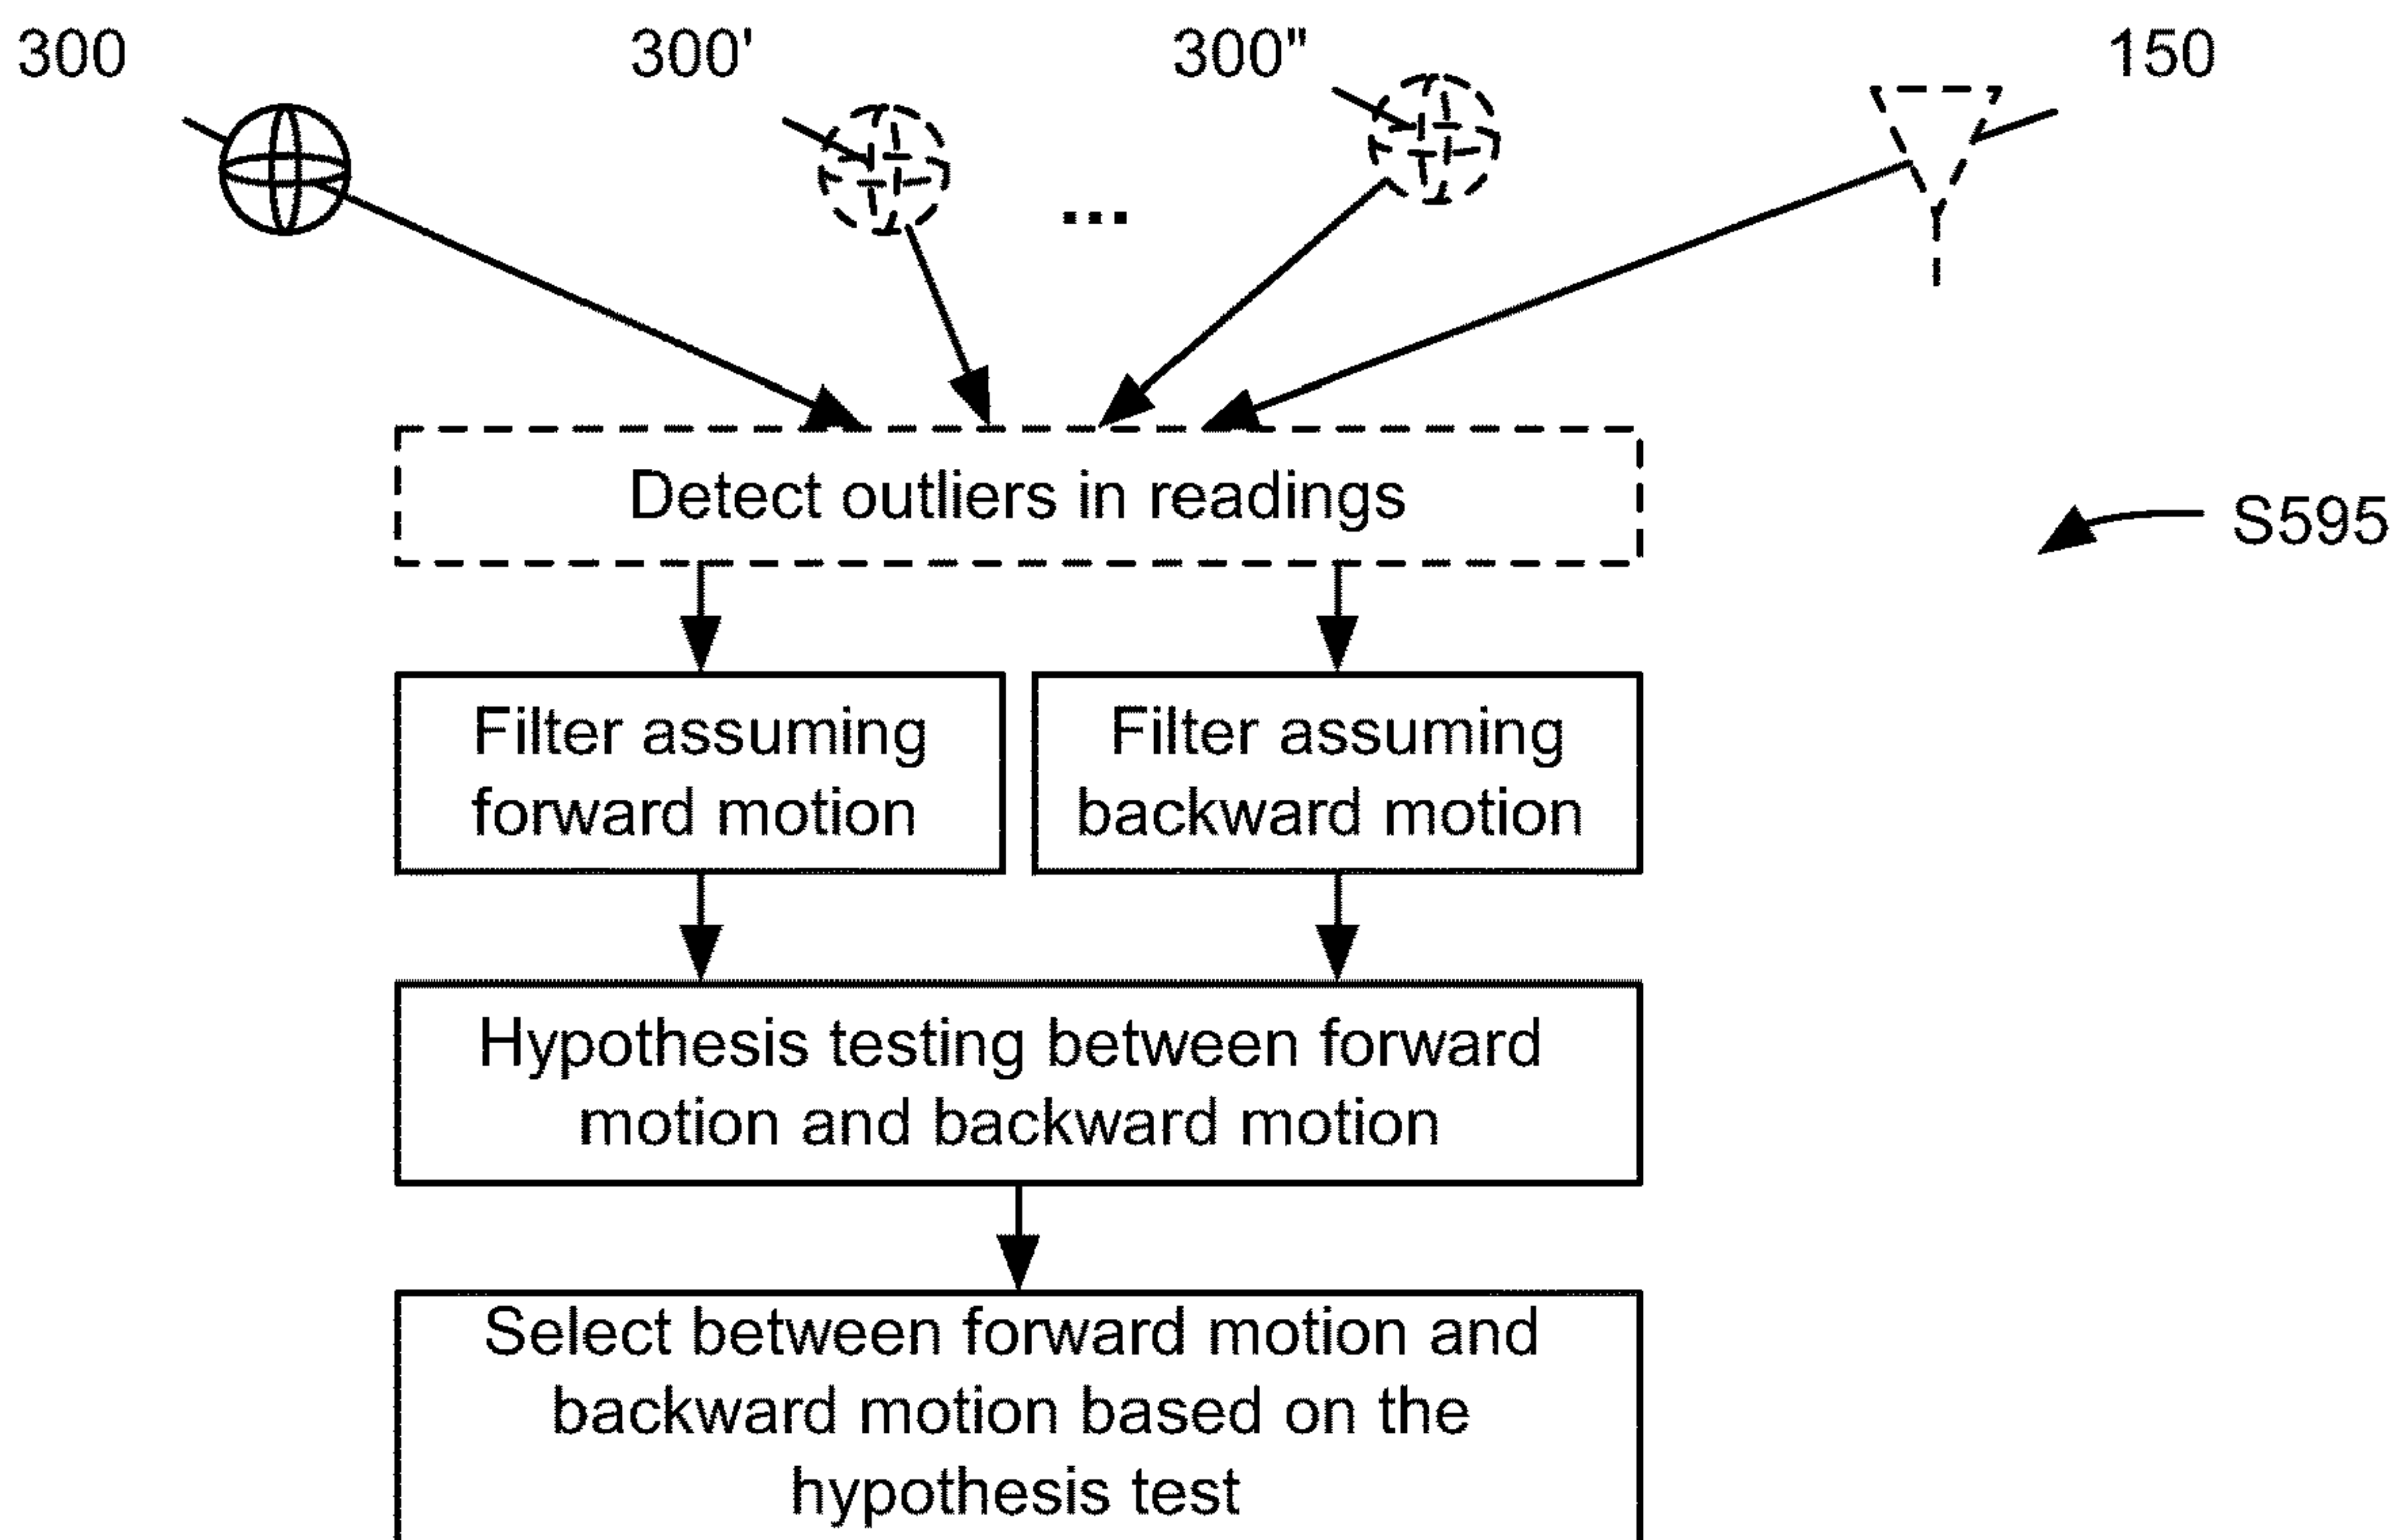 300
300'
300"
150
...
Detect outliers in readings
S595
Filter assuming
forward motion
Filter assuming
backward motion
Hypothesis testing between forward
motion and backward motion
Select between forward motion and
backward motion based on the
hypothesis test